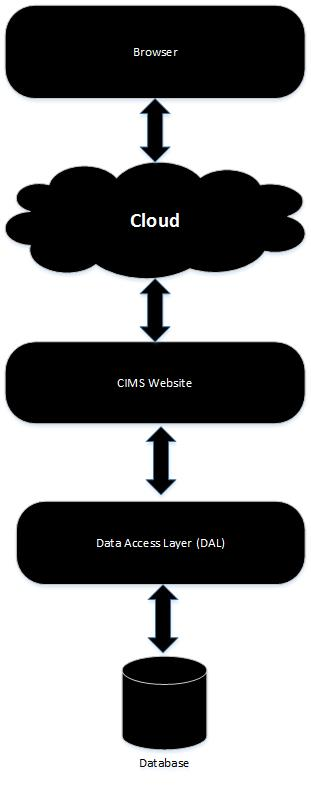 Browser
Cloud
CIMS Website
Data Access Layer (DAL)
Database